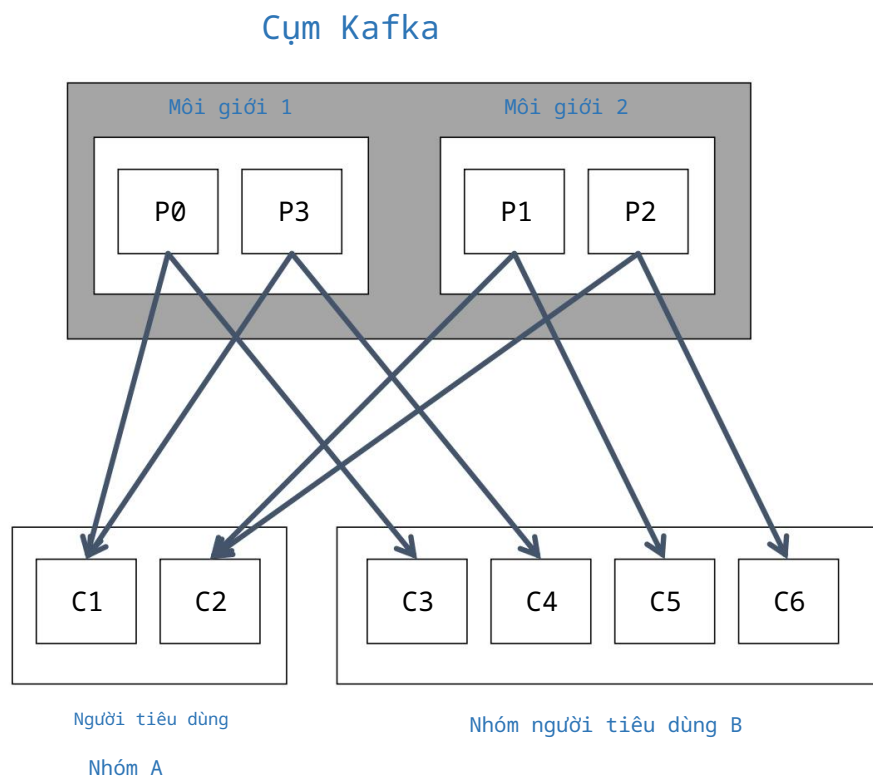 Cụm Kafka
Môi giới 1
Môi giới 2
P0
P3
P1
P2
C1
C2
C3
C4
C5
C6
Người tiêu dùng
Nhóm A
Nhóm người tiêu dùng B